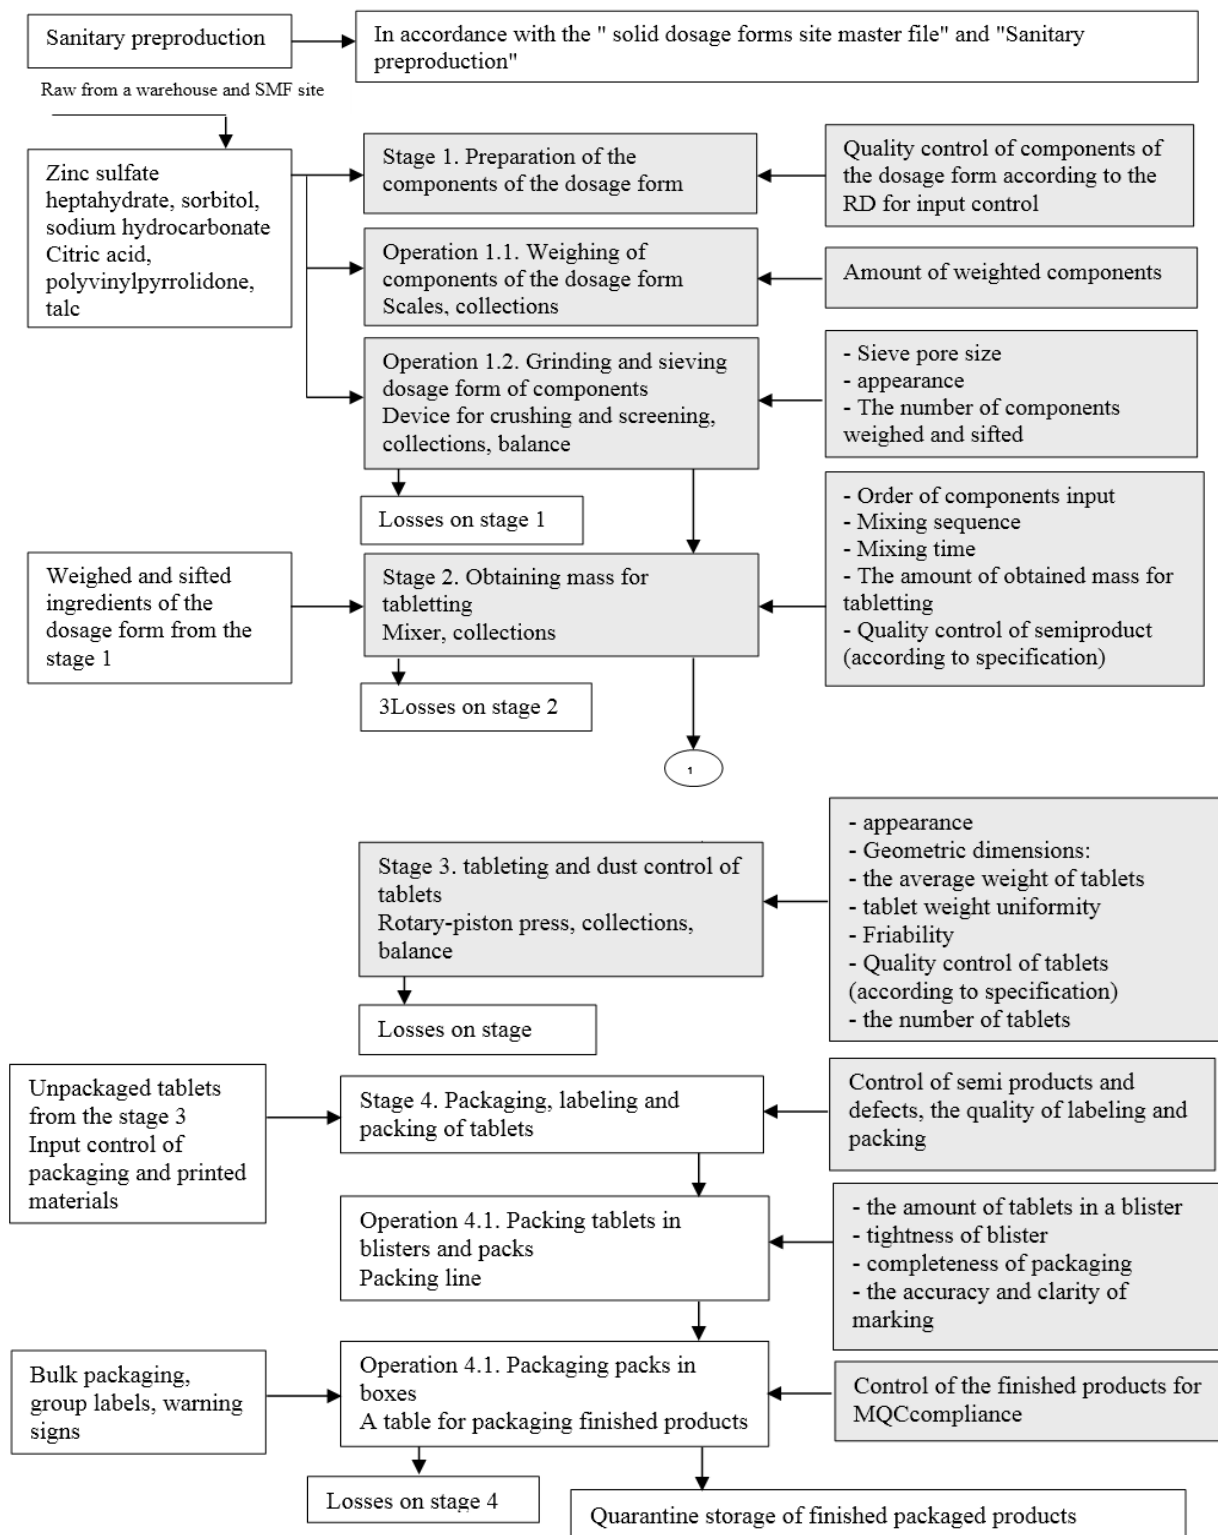 Sanitary preproduction
In accordance with the " solid dosage forms site master file" and "Sanitary
preproduction"
Raw from a warehouse and SMF site
Zinc sulfate
heptahydrate, sorbitol,
sodium hydrocarbonate
Citric acid,
polyvinylpyrrolidone,
talc
Stage 1. Preparation of the
components of the dosage form
Quality control of components of
the dosage form according to the
RD for input control
Operation 1.1. Weighing of
components of the dosage form
Scales, collections
Amount of weighted components
Operation 1.2. Grinding and sieving
dosage form of components
Device for crushing and screening,
collections, balance
- Sieve pore size
- appearance
- The number of components
weighed and sifted
Losses on stage 1
Weighed and sifted
ingredients of the
dosage form from the
stage 1
Stage 2. Obtaining mass for
tabletting
Mixer, collections
- Order of components input
- Mixing sequence
- Mixing time
- The amount of obtained mass for
tabletting
- Quality control of semiproduct
(according to specification)
3Losses on stage 2
1
Stage 3. tableting and dust control of
tablets
Rotary-piston press, collections,
balance
- appearance
- Geometric dimensions:
- the average weight of tablets
- tablet weight uniformity
- Friability
- Quality control of tablets
(according to specification)
- the number of tablets
Losses on stage
Unpackaged tablets
from the stage 3
Input control of
packaging and printed
materials
Stage 4. Packaging, labeling and
packing of tablets
Control of semi products and
defects, the quality of labeling and
packing
Operation 4.1. Packing tablets in
blisters and packs
Packing line
- the amount of tablets in a blister
- tightness of blister
- completeness of packaging
- the accuracy and clarity of
marking
Bulk packaging,
group labels, warning
signs
Operation 4.1. Packaging packs in
boxes
A table for packaging finished products
Control of the finished products for
MQCcompliance
Losses on stage 4
Quarantine storage of finished packaged products